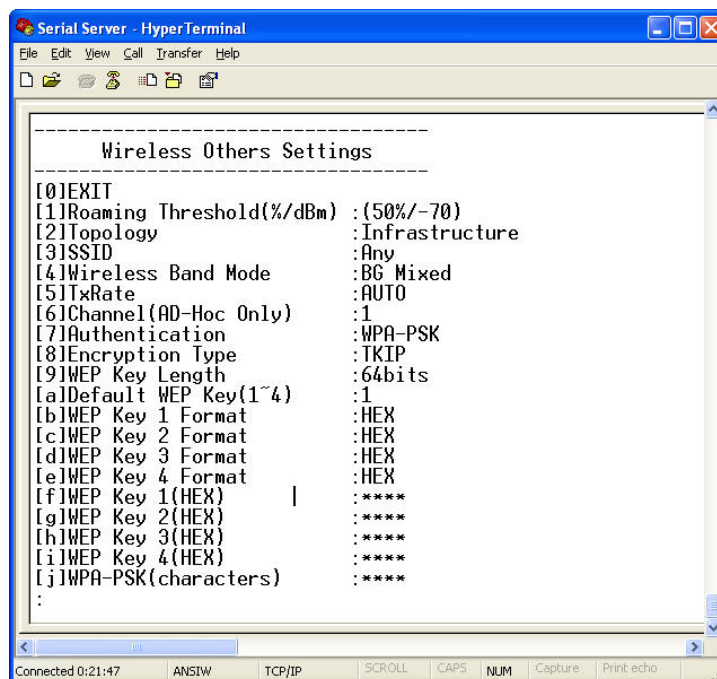 Serial Server - HyperTerminal
File Edit View Call Transfer Help
------------------------------------
Wireless Others Settings
------------------------------------
[0]EXIT
[1]Roaming Threshold(%/dBm) :(50%/-70)
[2]Topology :Infrastructure
[3]SSID :Any
[4]Wireless Band Mode :BG Mixed
[5]TxRate :AUTO
[6]Channel(AD-Hoc Only) :1
[7]Authentication :WPA-PSK
[8]Encryption Type :TKIP
[9]WEP Key Length :64bits
[a]Default WEP Key(1~4) :1
[b]WEP Key 1 Format :HEX
[c]WEP Key 2 Format :HEX
[d]WEP Key 3 Format :HEX
[e]WEP Key 4 Format :HEX
[f]WEP Key 1(HEX) :****
[g]WEP Key 2(HEX) :****
[h]WEP Key 3(HEX) :****
[i]WEP Key 4(HEX) :****
[j]WPA-PSK(characters) :****
:
Connected 0:21:47 ANSIW TCP/IP SCROLL CAPS NUM Capture Print echo